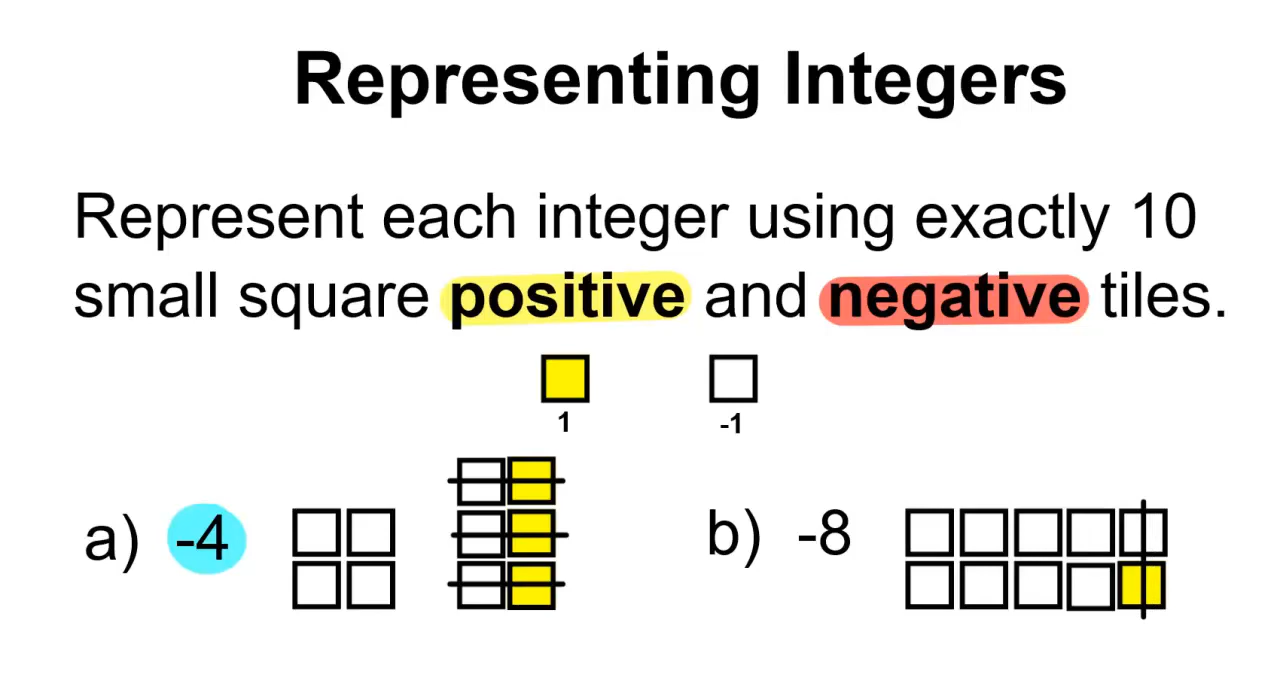 Representing Integers
Represent each integer using exactly 10
small square positive and negative tiles.
1 -1
a) -4 b) -8